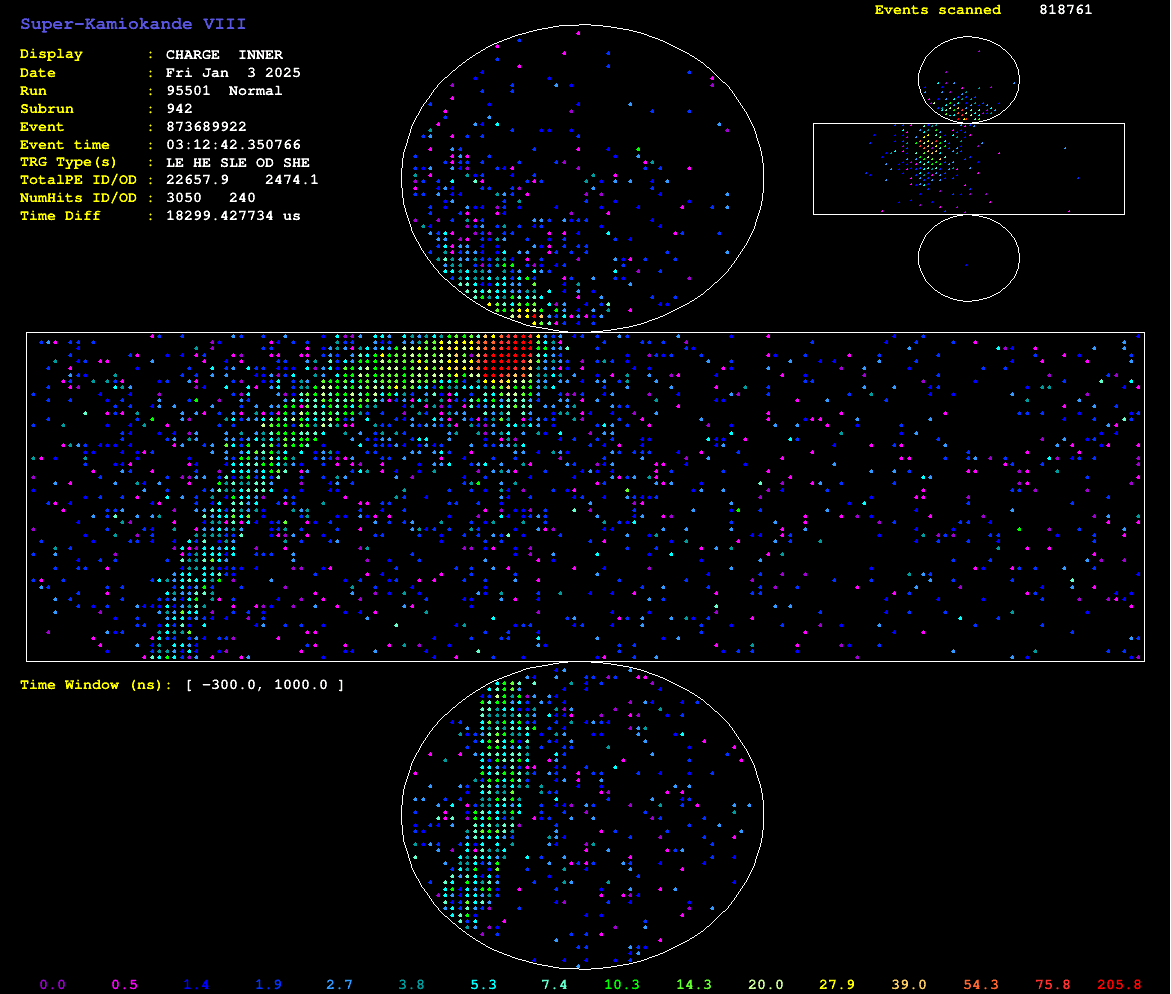 Super-Kamiokande VIII
Events scanned 818761
Display : CHARGE INNER
Date : Fri Jan 3 2025
Run : 95501 Normal
Subrun : 942
Event : 873689922
Event time : 03:12:42.350766
TRG Type(s) : LE HE SLE OD SHE
TotalPE ID/OD : 22657.9 2474.1
NumHits ID/OD : 3050 240
Time Diff : 18299.427734 us
Time Window (ns): [ -300.0, 1000.0 ]
0.0 0.5 1.4 1.9 2.7 3.8 5.3 7.4 10.3 14.3 20.0 27.9 39.0 54.3 75.8 205.8